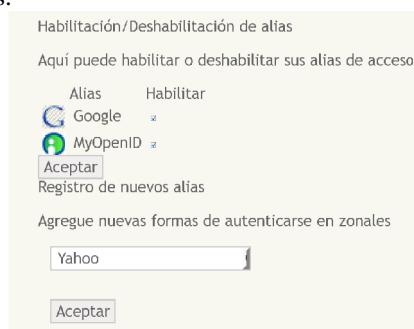 Habilitación/Deshabilitación de alias
Aquí puede habilitar o deshabilitar sus alias de acceso
Alias Habilitar
Google
MyOpenID
Aceptar
Registro de nuevos alias
Agregue nuevas formas de autenticarse en zonales
Yahoo
Aceptar